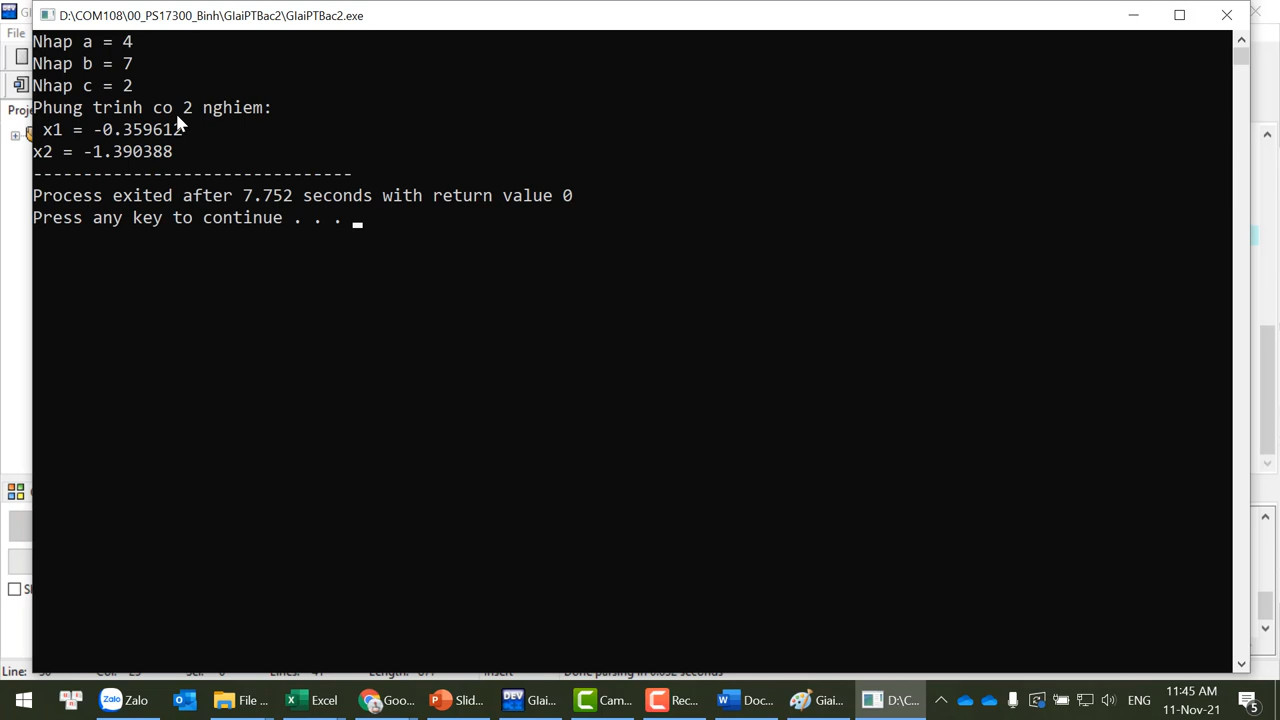 D:\COM108\00_PS17300_Binh\GIaiPTBac2\GIaiPTBac2.exe
File
Nhap a = 4
Nhap b = 7
Nhap c = 2
Phung trinh co 2 nghiem:
 x1 = -0.359612
x2 = -1.390388
--------------------------------
Process exited after 7.752 seconds with return value 0
Press any key to continue . . .
Zalo
File ...
Excel
Goo...
Slid...
GIai...
Cam...
Rec...
Doc...
Giai...
D:\C...
ENG
11:45 AM
11-Nov-21
5